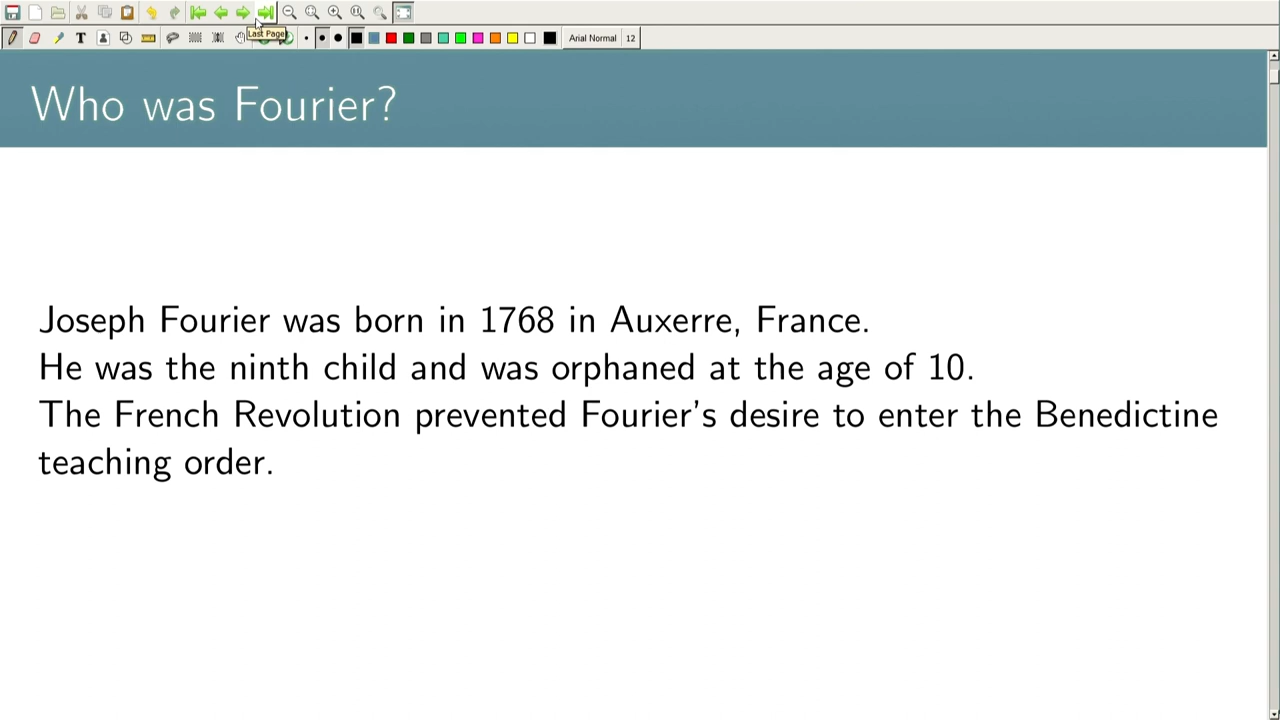 Last Page
Arial Normal 12
Who was Fourier?
Joseph Fourier was born in 1768 in Auxerre, France.
He was the ninth child and was orphaned at the age of 10.
The French Revolution prevented Fourier's desire to enter the Benedictine
teaching order.